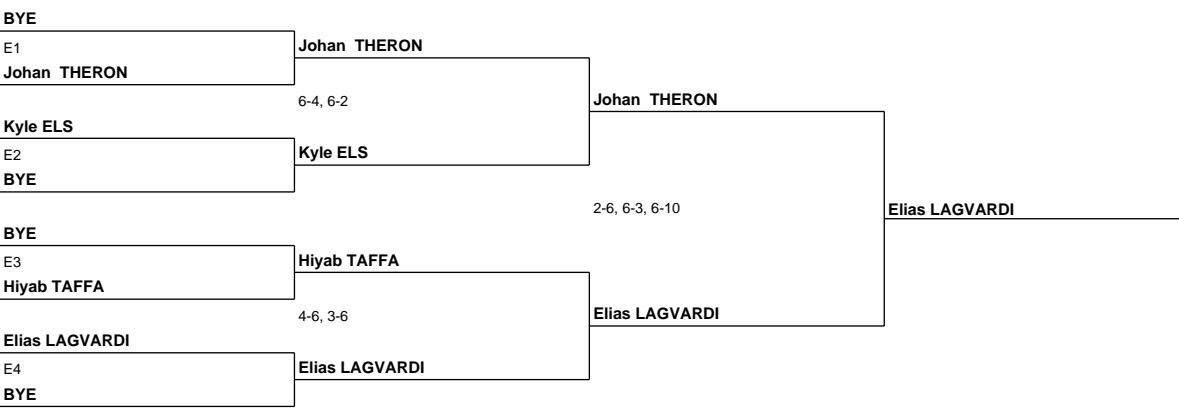 BYE
E1
Johan THERON
Johan THERON
6-4, 6-2
Johan THERON
Kyle ELS
E2
Kyle ELS
BYE
2-6, 6-3, 6-10
Elias LAGVARDI
BYE
E3
Hiyab TAFFA
Hiyab TAFFA
4-6, 3-6
Elias LAGVARDI
Elias LAGVARDI
E4
Elias LAGVARDI
BYE